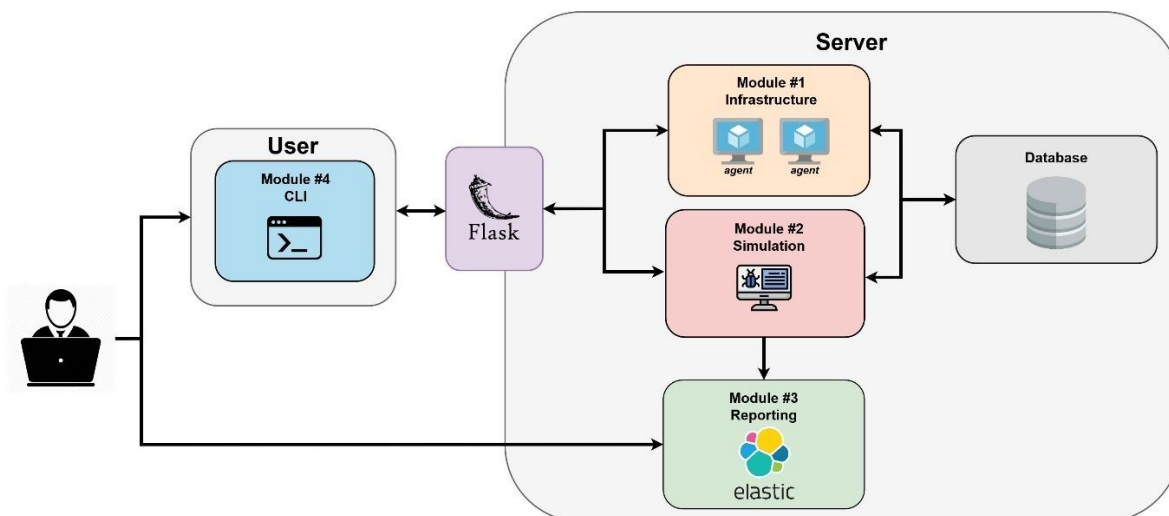 Server
Module #1
Infrastructure
agent
agent
User
Module #4
CLI
Flask
Database
Module #2
Simulation
Module #3
Reporting
elastic